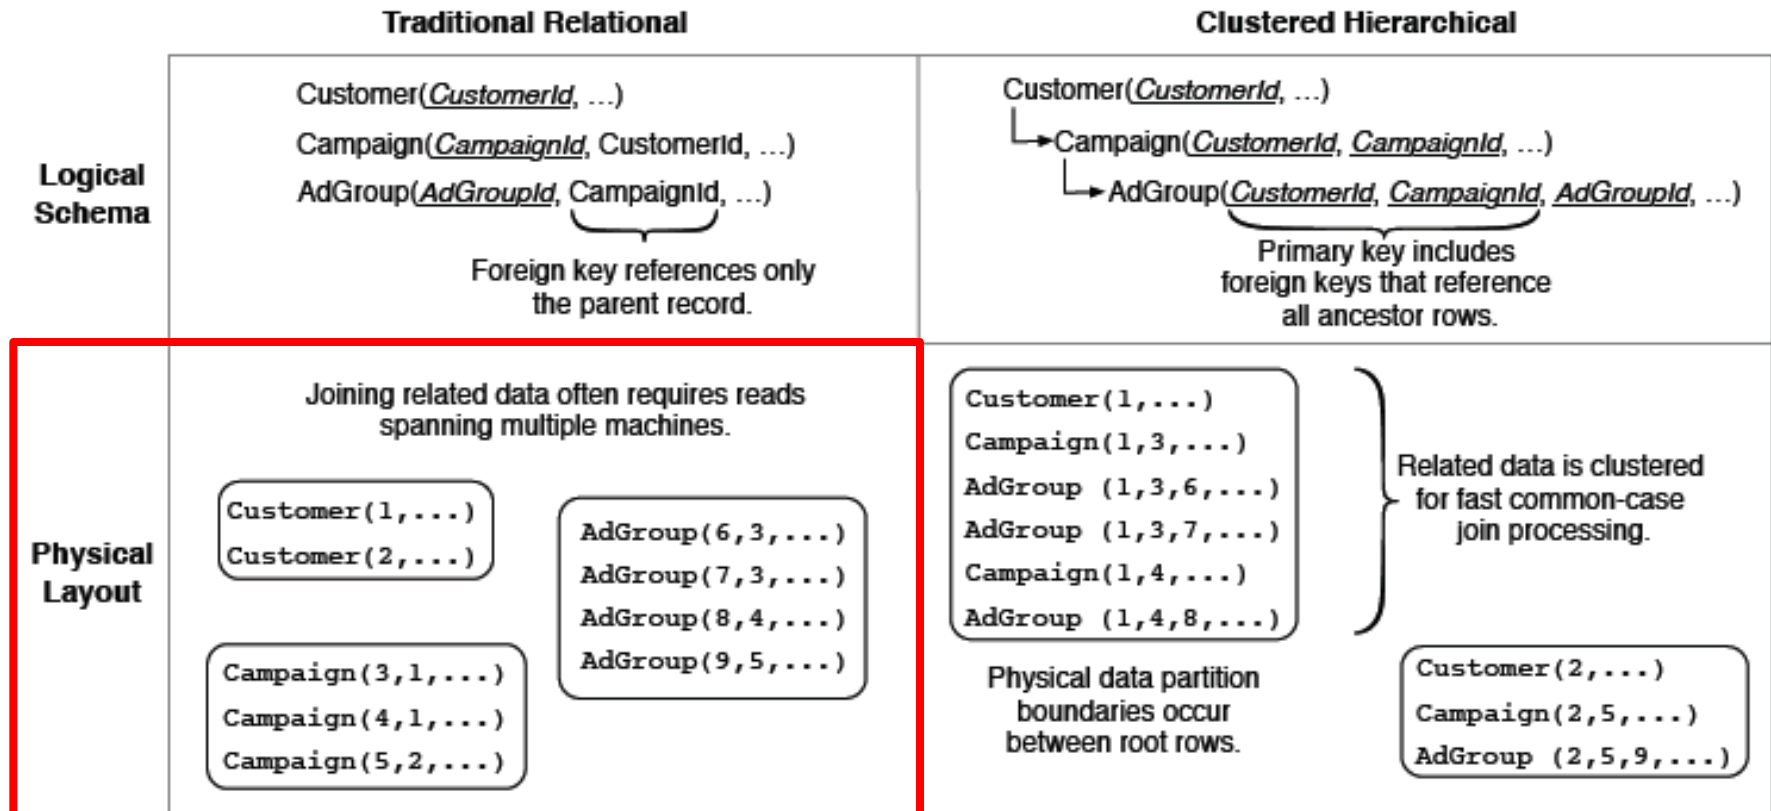 Traditional Relational
Clustered Hierarchical
Logical
Schema
Customer(CustomerId, ...)
Campaign(CampaignId, CustomerId, ...)
AdGroup(AdGroupId, CampaignId, ...)
Foreign key references only
the parent record.
Customer(CustomerId, ...)
Campaign(CustomerId, CampaignId, ...)
AdGroup(CustomerId, CampaignId, AdGroupId, ...)
Primary key includes
foreign keys that reference
all ancestor rows.
Physical
Layout
Joining related data often requires reads
spanning multiple machines.
Customer(1,...)
Customer(2,...)
AdGroup(6,3,...)
AdGroup(7,3,...)
AdGroup(8,4,...)
AdGroup(9,5,...)
Campaign(3,1,...)
Campaign(4,1,...)
Campaign(5,2,...)
Customer(1,...)
Campaign(1,3,...)
AdGroup (1,3,6,...)
AdGroup (1,3,7,...)
Campaign(1,4,...)
AdGroup (1,4,8,...)
Related data is clustered
for fast common-case
join processing.
Physical data partition
boundaries occur
between root rows.
Customer(2,...)
Campaign(2,5,...)
AdGroup (2,5,9,...)